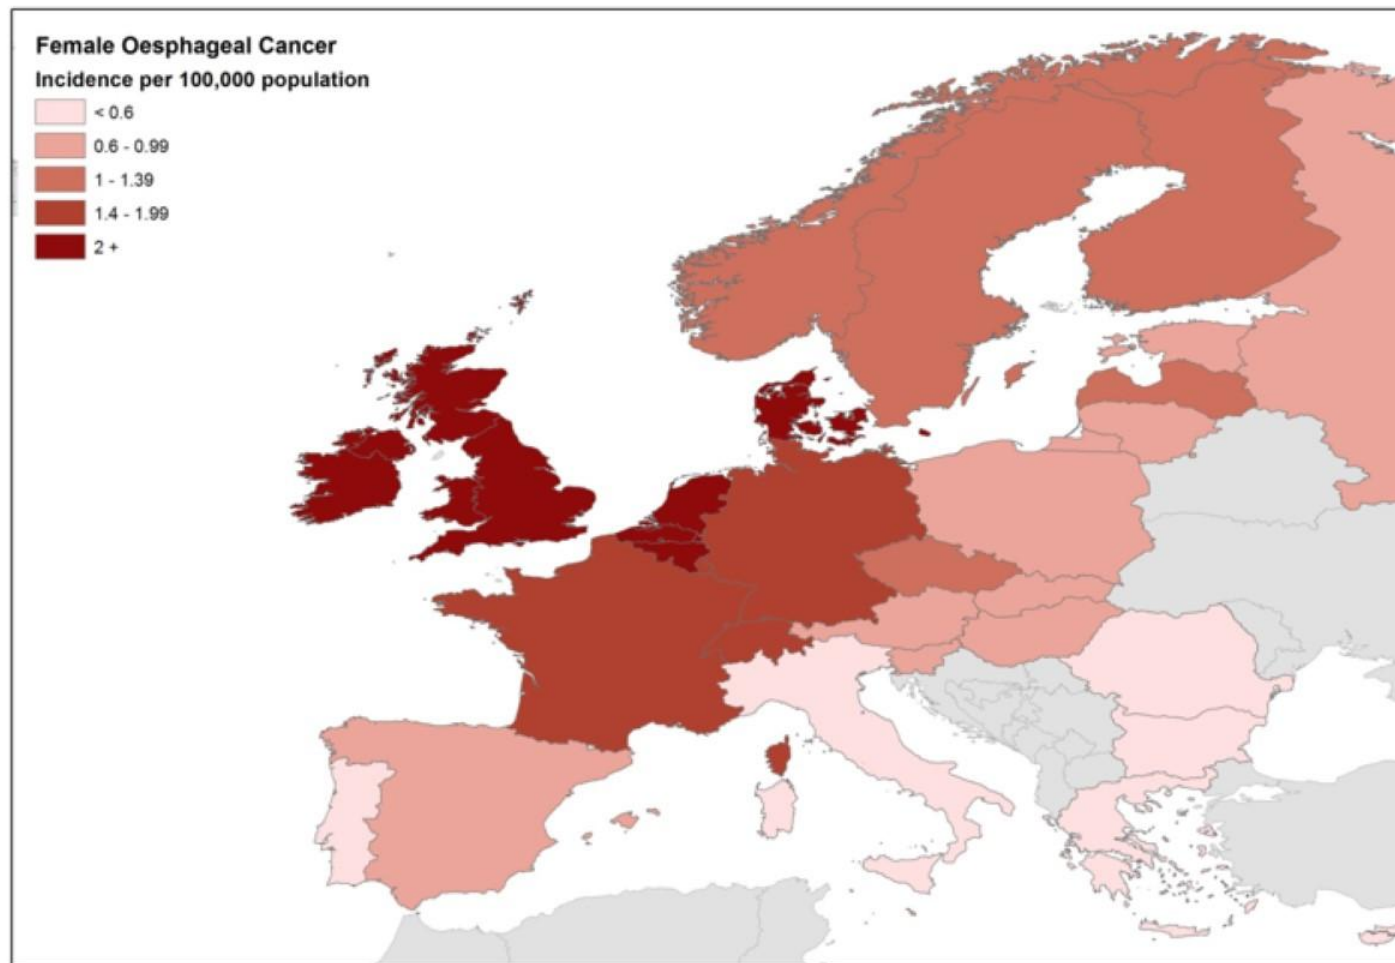 Female Oesphageal Cancer
Incidence per 100,000 population
< 0.6
0.6 - 0.99
1 - 1.39
1.4 - 1.99
2 +